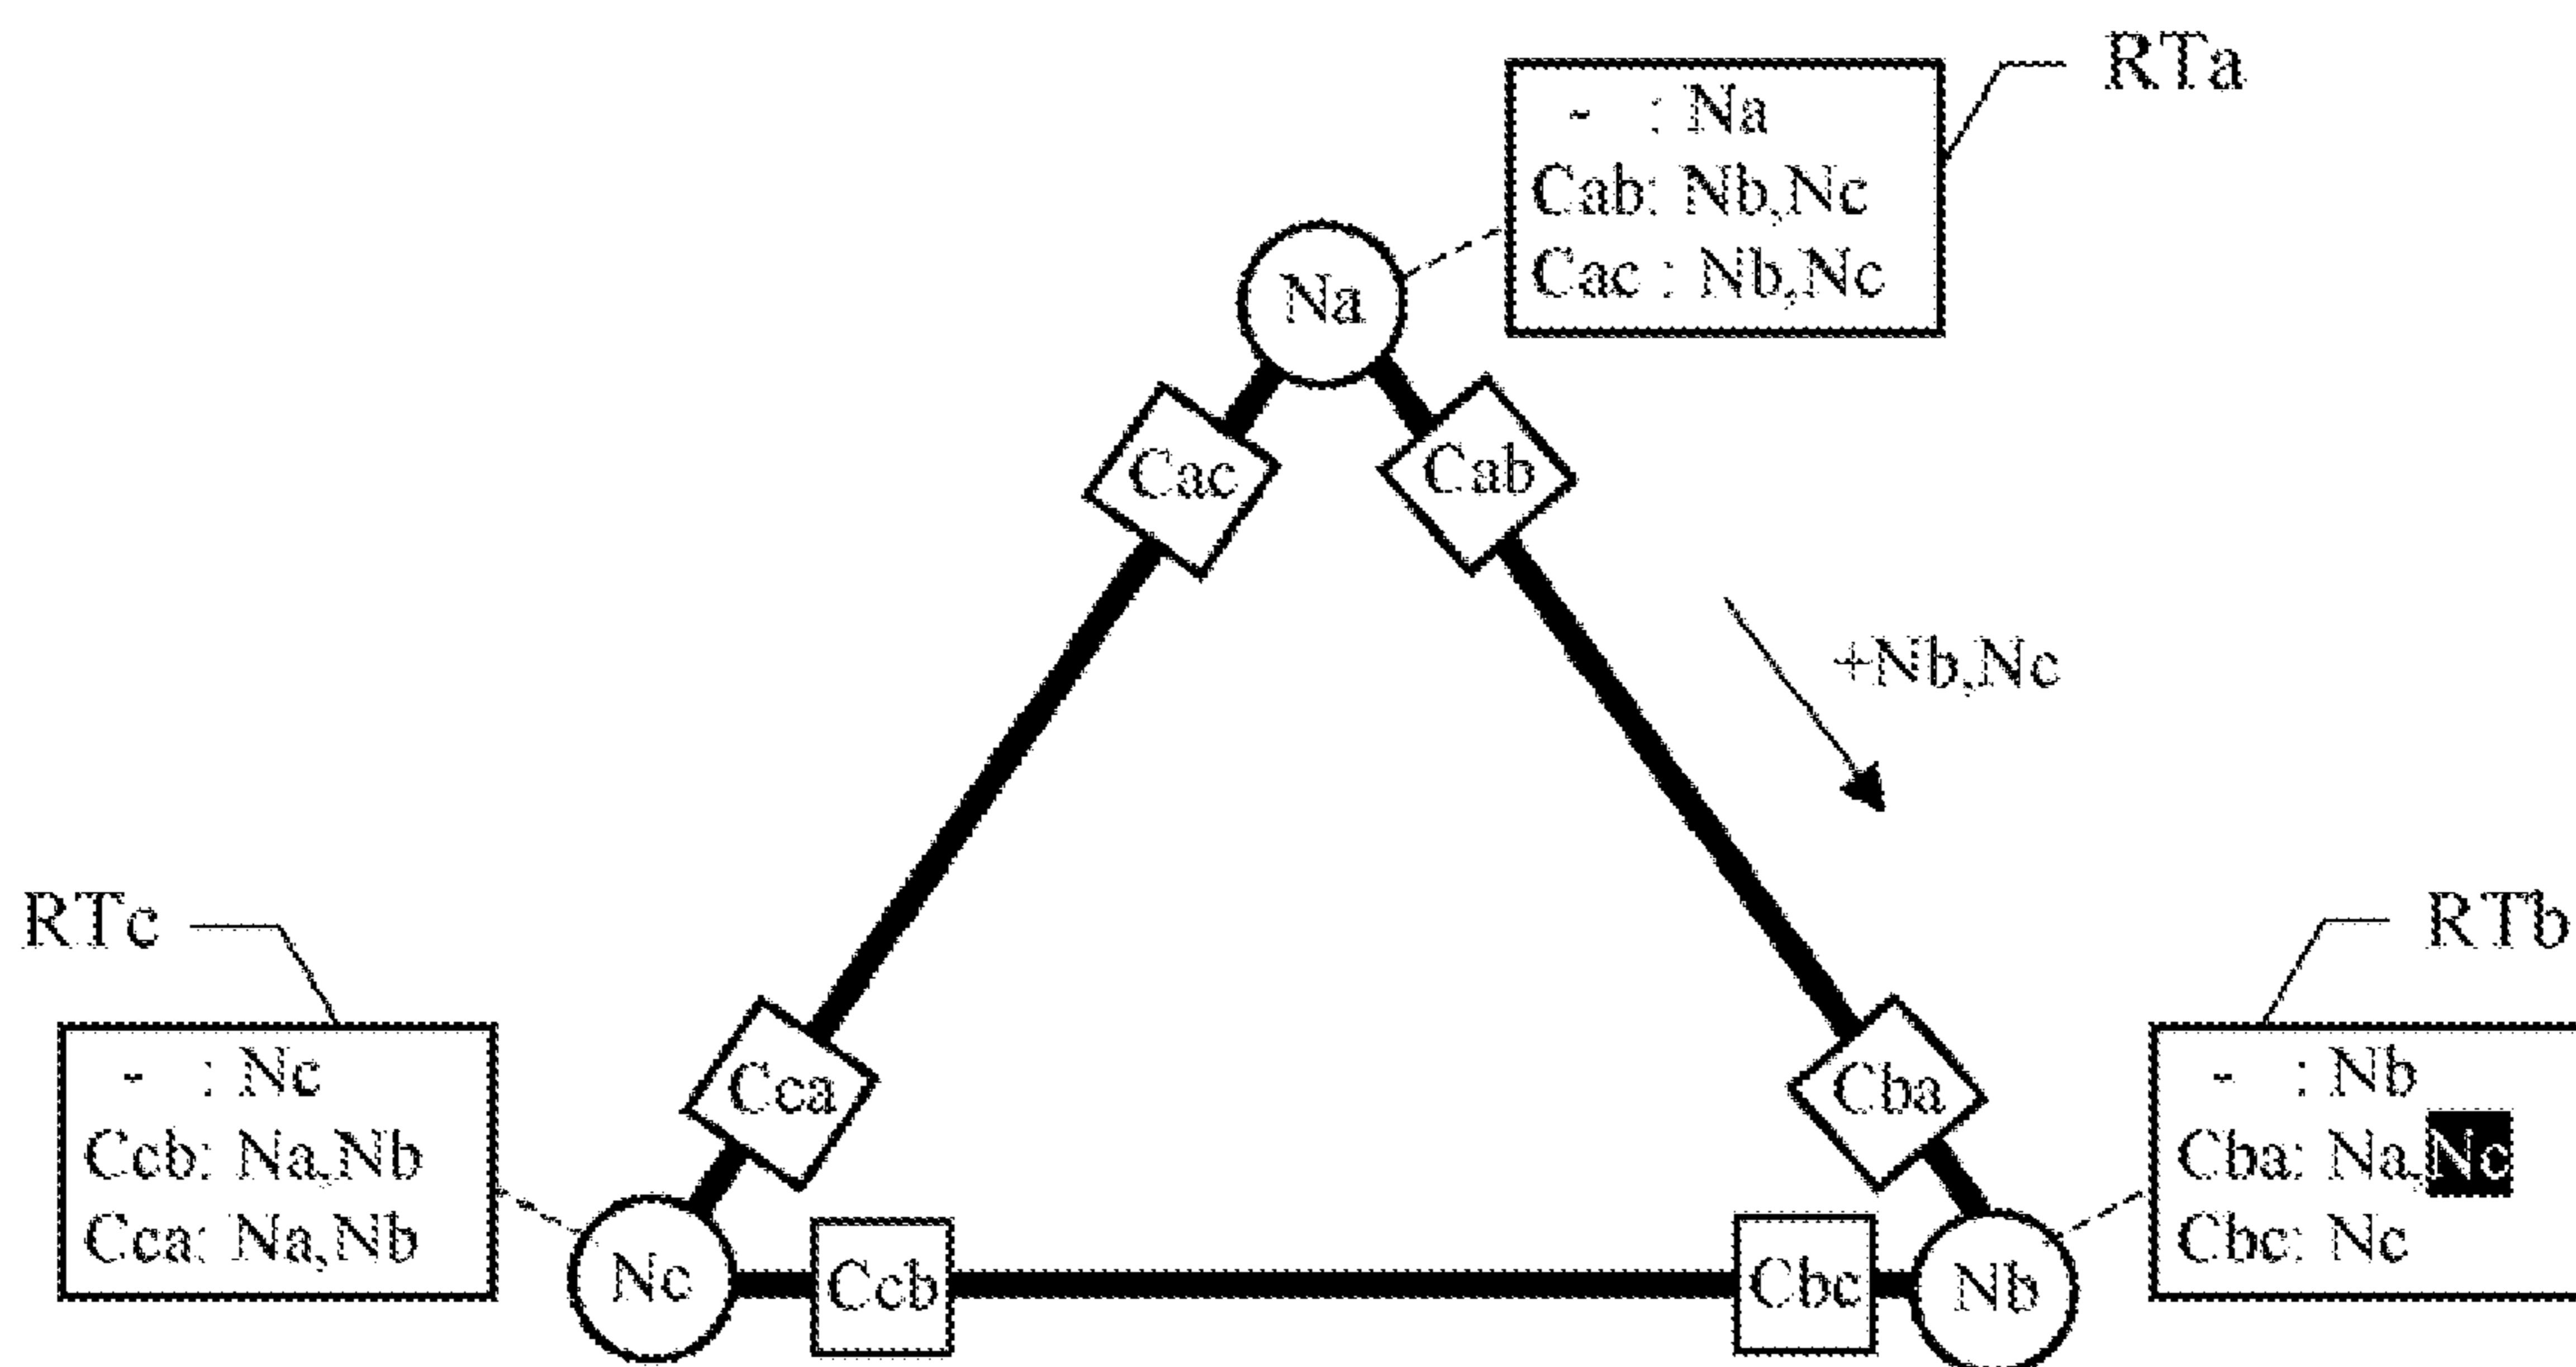 RTa
- : Na
Cab: Nb,Nc
Cac : Nb,Nc
Na
Cac
Cab
+Nb,Nc
RTc
RTb
- : Nc
Ccb: Na,Nb
Cca: Na,Nb
Cca
Cba
- : Nb
Cba: Na,Nc
Cbc: Nc
Nc
Ccb
Cbc
Nb